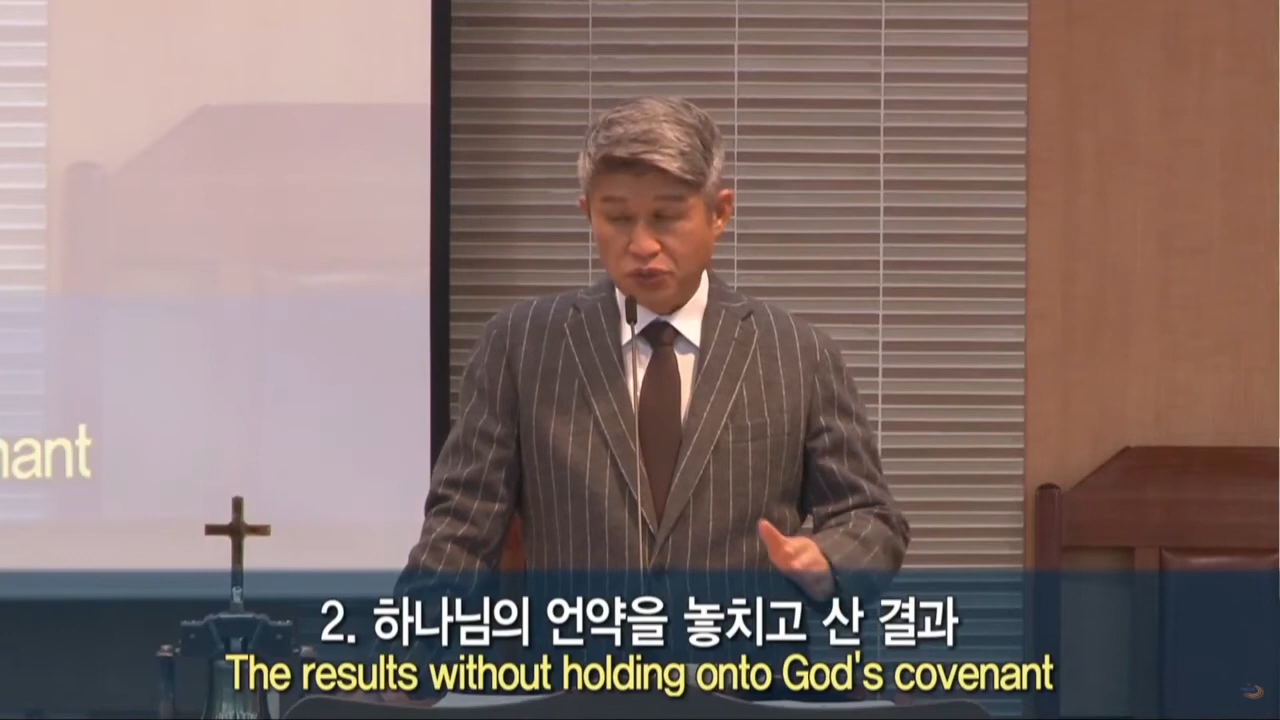 nant
2. 하나님의 언약을 놓치고 산 결과
The results without holding onto God's covenant